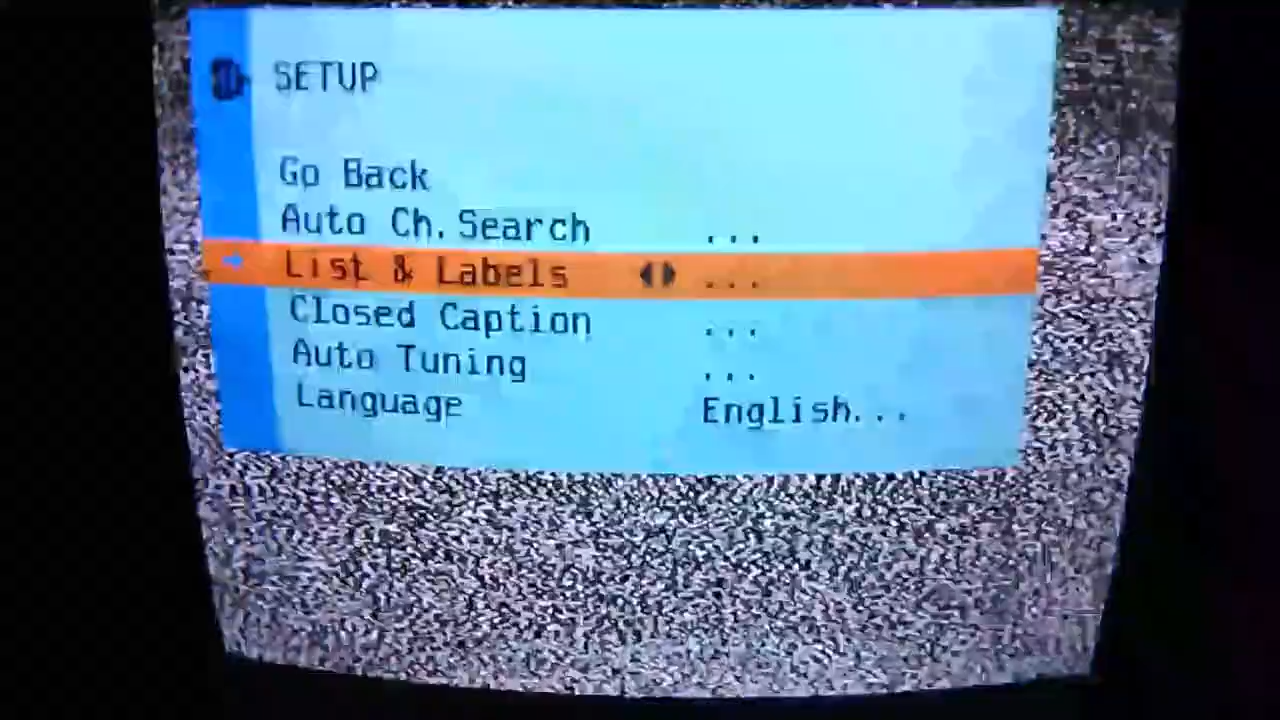 SETUP
Go Back
Auto Ch.Search ...
List & Labels ...
Closed Caption ...
Auto Tuning ...
Language English...